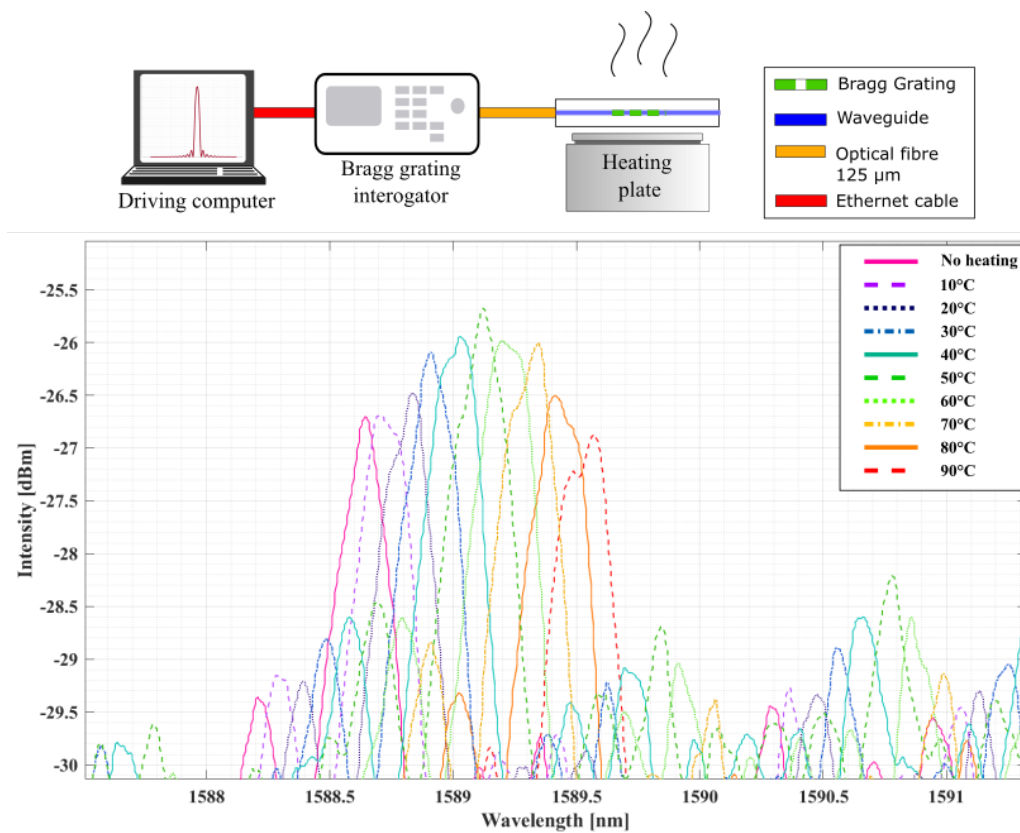 Driving computer
Bragg grating
interogator
Heating
plate
Bragg Grating
Waveguide
Optical fibre
125 µm
Ethernet cable
No heating
10°C
20°C
30°C
40°C
50°C
60°C
70°C
80°C
90°C
Intensity [dBm]
-25.5
-26
-26.5
-27
-27.5
-28
-28.5
-29
-29.5
-30
1588
1588.5
1589
1589.5
1590
1590.5
1591
Wavelength [nm]